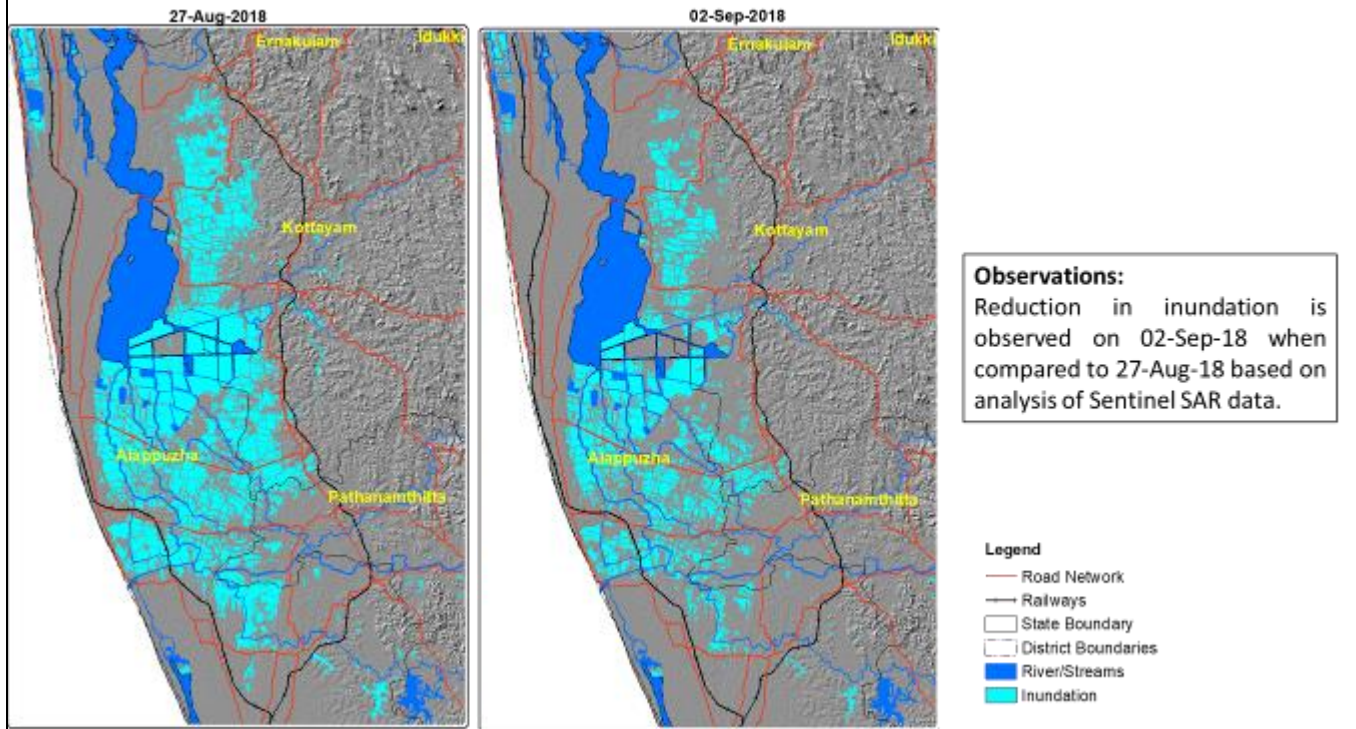 27-Aug-2018
02-Sep-2018
Ernakulam
Idukki
Kottayam
Alappuzha
Pathanamthitta
Ernakulam
Idukki
Kottayam
Alappuzha
Pathanamthitta
Observations:
Reduction in inundation is
observed on 02-Sep-18 when
compared to 27-Aug-18 based on
analysis of Sentinel SAR data.
Legend
Road Network
Railways
State Boundary
District Boundaries
River/Streams
Inundation